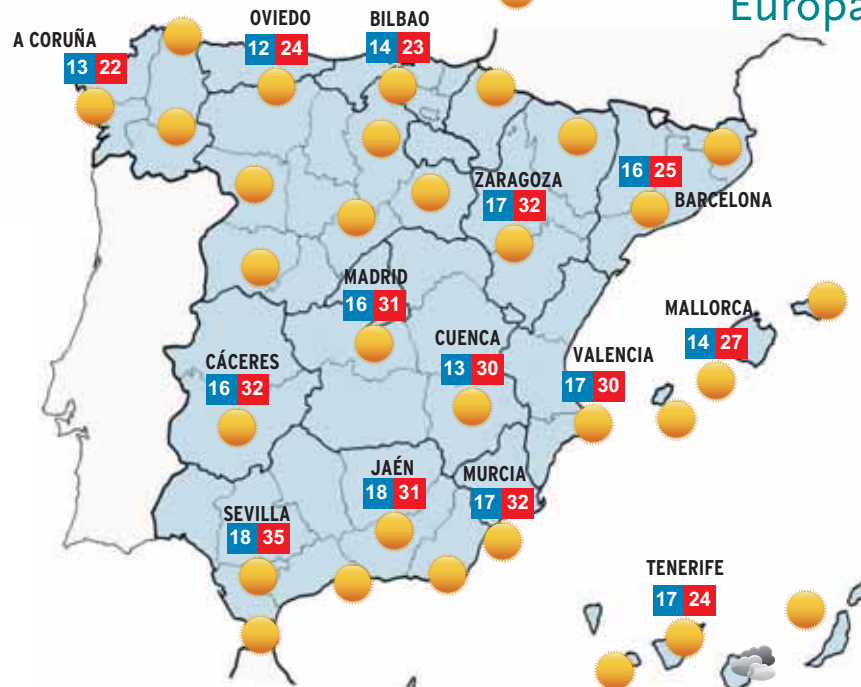 Europa
OVIEDO
12 24
BILBAO
14 23
A CORUÑA
13 22
ZARAGOZA
17 32
16 25
BARCELONA
MADRID
16 31
MALLORCA
14 27
CUENCA
13 30
VALENCIA
17 30
CÁCERES
16 32
JAÉN
18 31
MURCIA
17 32
SEVILLA
18 35
TENERIFE
17 24